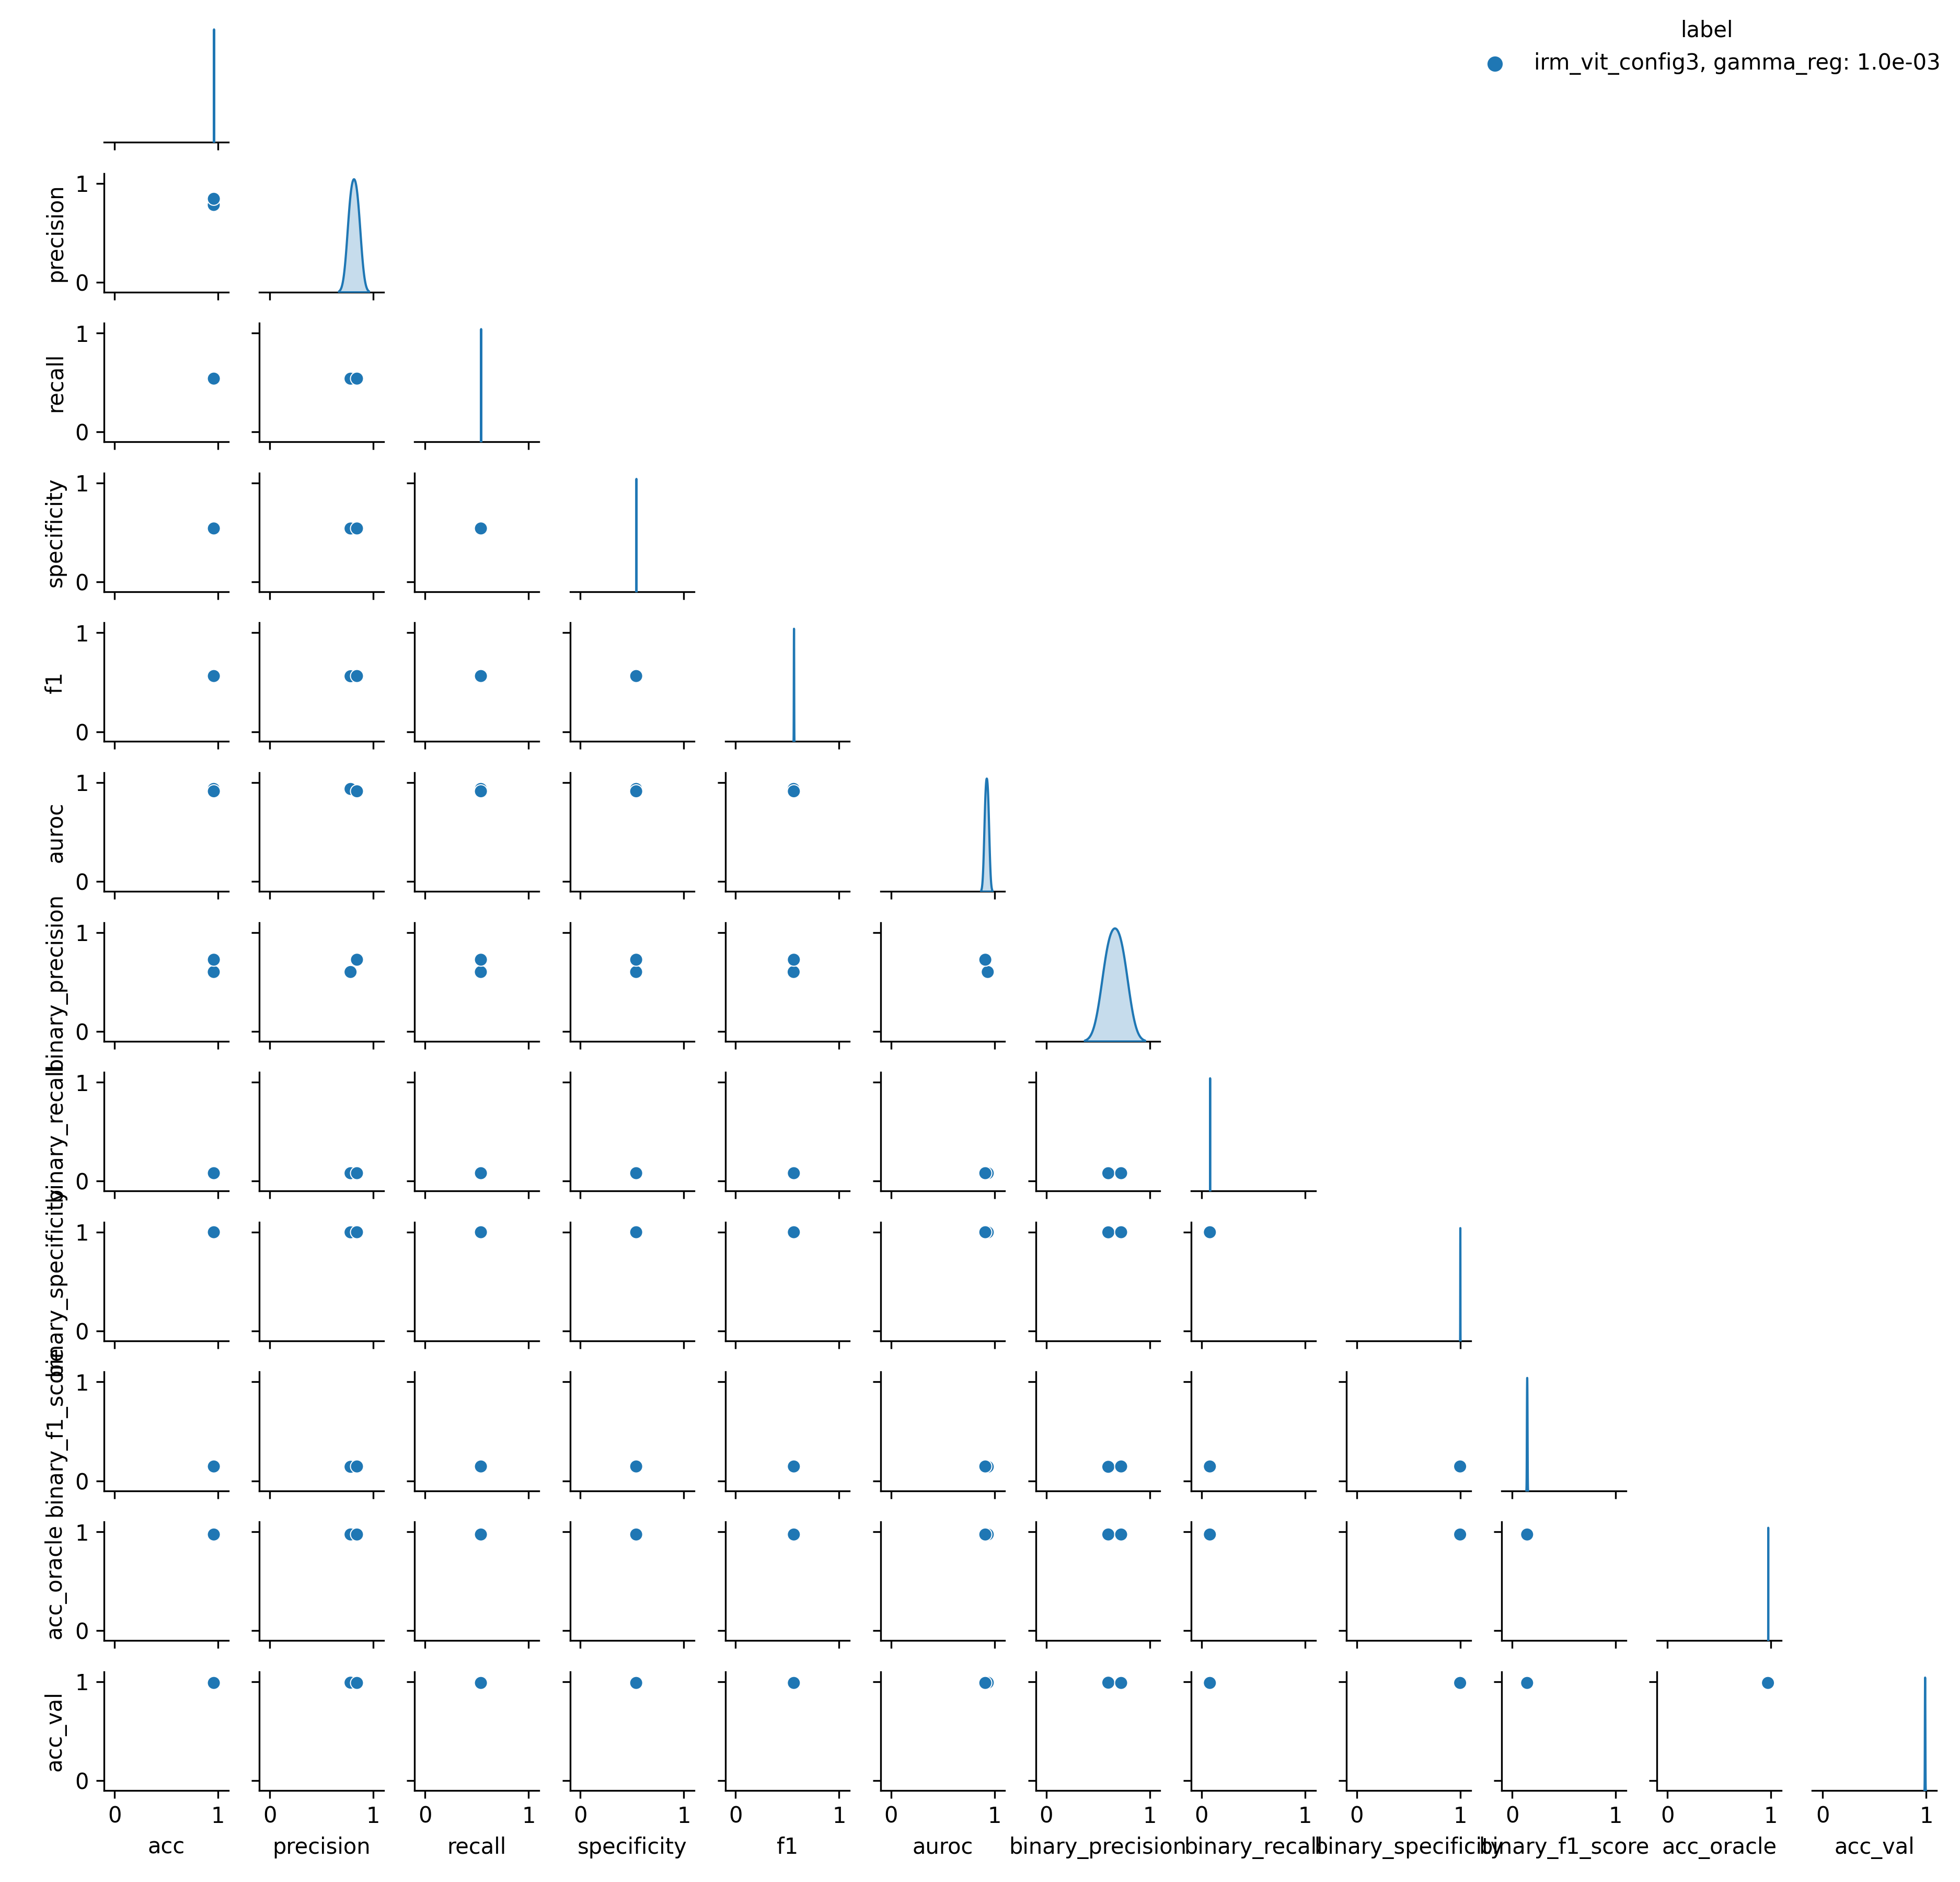 label
irm_vit_config3, gamma_reg: 1.0e-03
precision
1
0
recall
1
0
specificity
1
0
f1
1
0
auroc
1
0
binary_precision
1
0
binary_recall
1
0
binary_specificity
1
0
binary_f1_score
1
0
acc_oracle
1
0
acc_val
1
0
0 1 0 1 0 1 0 1 0 1 0 1 0 1 0 1 0 1 0 1 0 1 0 1
acc precision recall specificity f1 auroc binary_precision binary_recall binary_specificity binary_f1_score acc_oracle acc_val